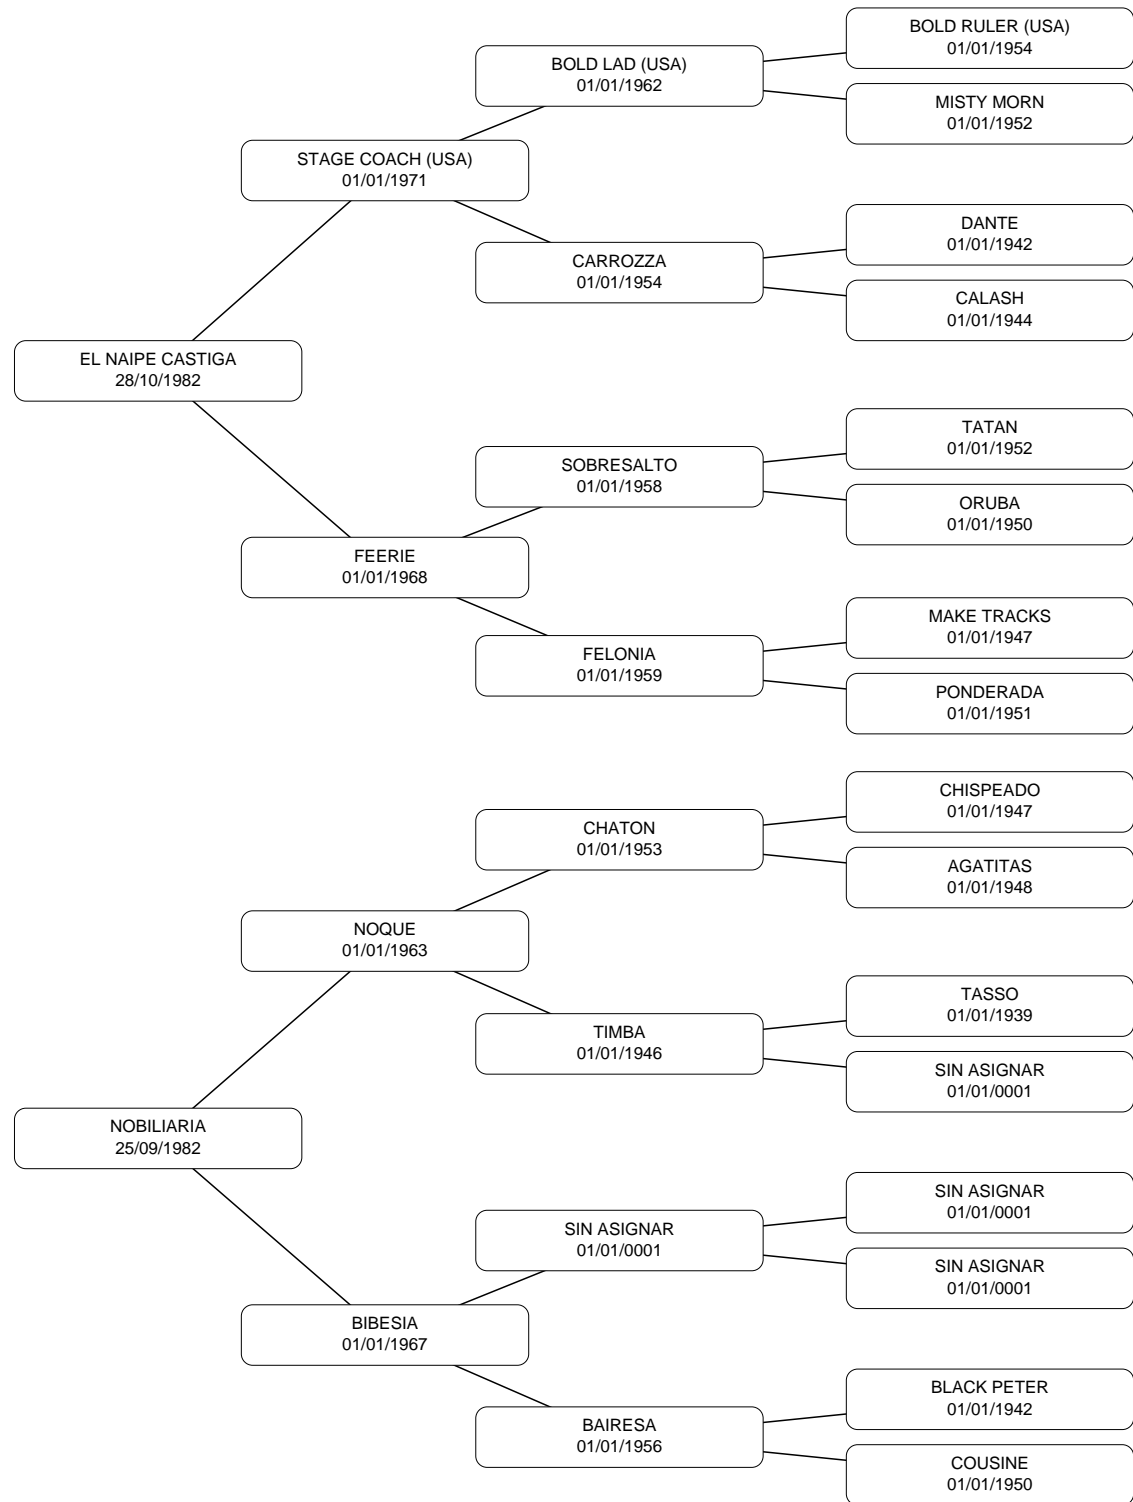 BOLD RULER (USA)
01/01/1954
BOLD LAD (USA)
01/01/1962
MISTY MORN
01/01/1952
STAGE COACH (USA)
01/01/1971
DANTE
01/01/1942
CARROZZA
01/01/1954
CALASH
01/01/1944
EL NAIPE CASTIGA
28/10/1982
TATAN
01/01/1952
SOBRESALTO
01/01/1958
ORUBA
01/01/1950
FEERIE
01/01/1968
MAKE TRACKS
01/01/1947
FELONIA
01/01/1959
PONDERADA
01/01/1951
CHISPEADO
01/01/1947
CHATON
01/01/1953
AGATITAS
01/01/1948
NOQUE
01/01/1963
TASSO
01/01/1939
TIMBA
01/01/1946
SIN ASIGNAR
01/01/0001
NOBILIARIA
25/09/1982
SIN ASIGNAR
01/01/0001
SIN ASIGNAR
01/01/0001
SIN ASIGNAR
01/01/0001
BIBESIA
01/01/1967
BLACK PETER
01/01/1942
BAIRESA
01/01/1956
COUSINE
01/01/1950